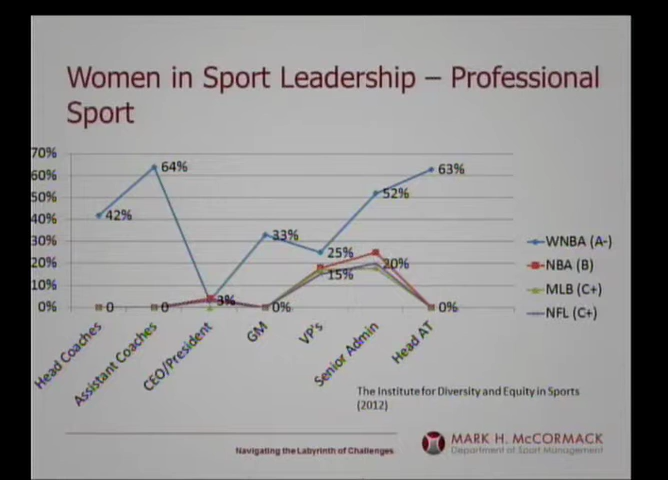 Women in Sport Leadership – Professional
Sport
70%
60%
50%
40%
30%
20%
10%
0%
42%
64%
33%
25%
52%
63%
0
0
3%
0%
15%
20%
0%
Head Coaches
Assistant Coaches
CEO/President
GM
VP's
Senior Admin
Head AT
WNBA (A-)
NBA (B)
MLB (C+)
NFL (C+)
The Institute for Diversity and Equity in Sports
(2012)
Navigating the Labyrinth of Challenges
MARK H. McCORMACK
Department of Sport Management